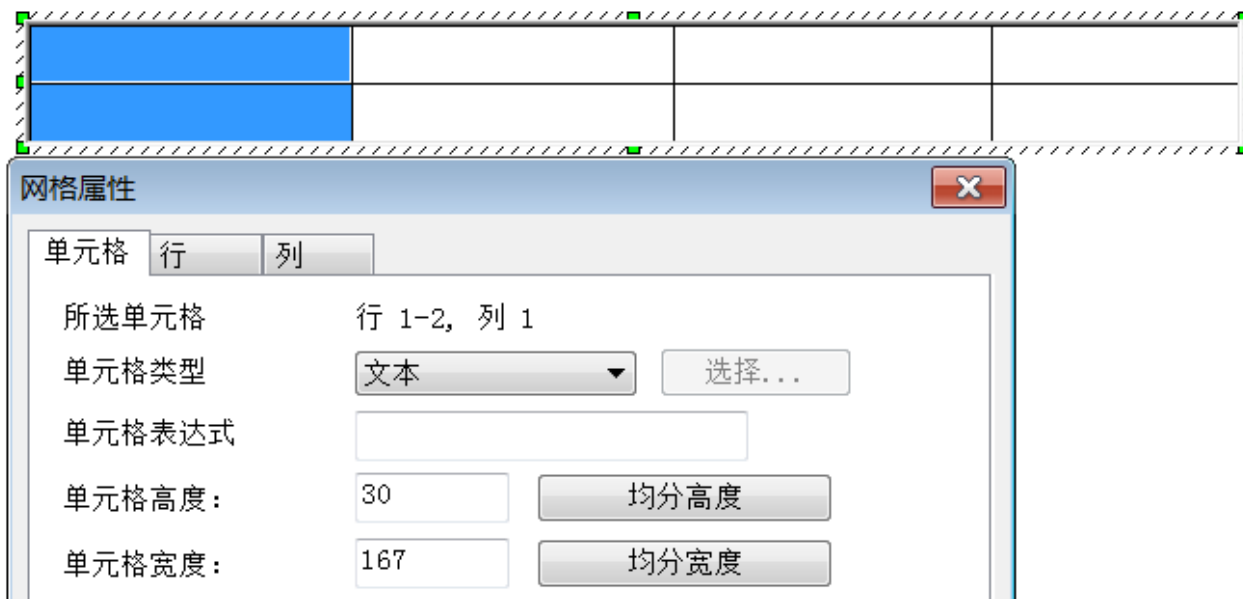 网格属性
单元格 行 列
所选单元格 行 1-2, 列 1
单元格类型 文本 选择...
单元格表达式
单元格高度: 30 均分高度
单元格宽度: 167 均分宽度